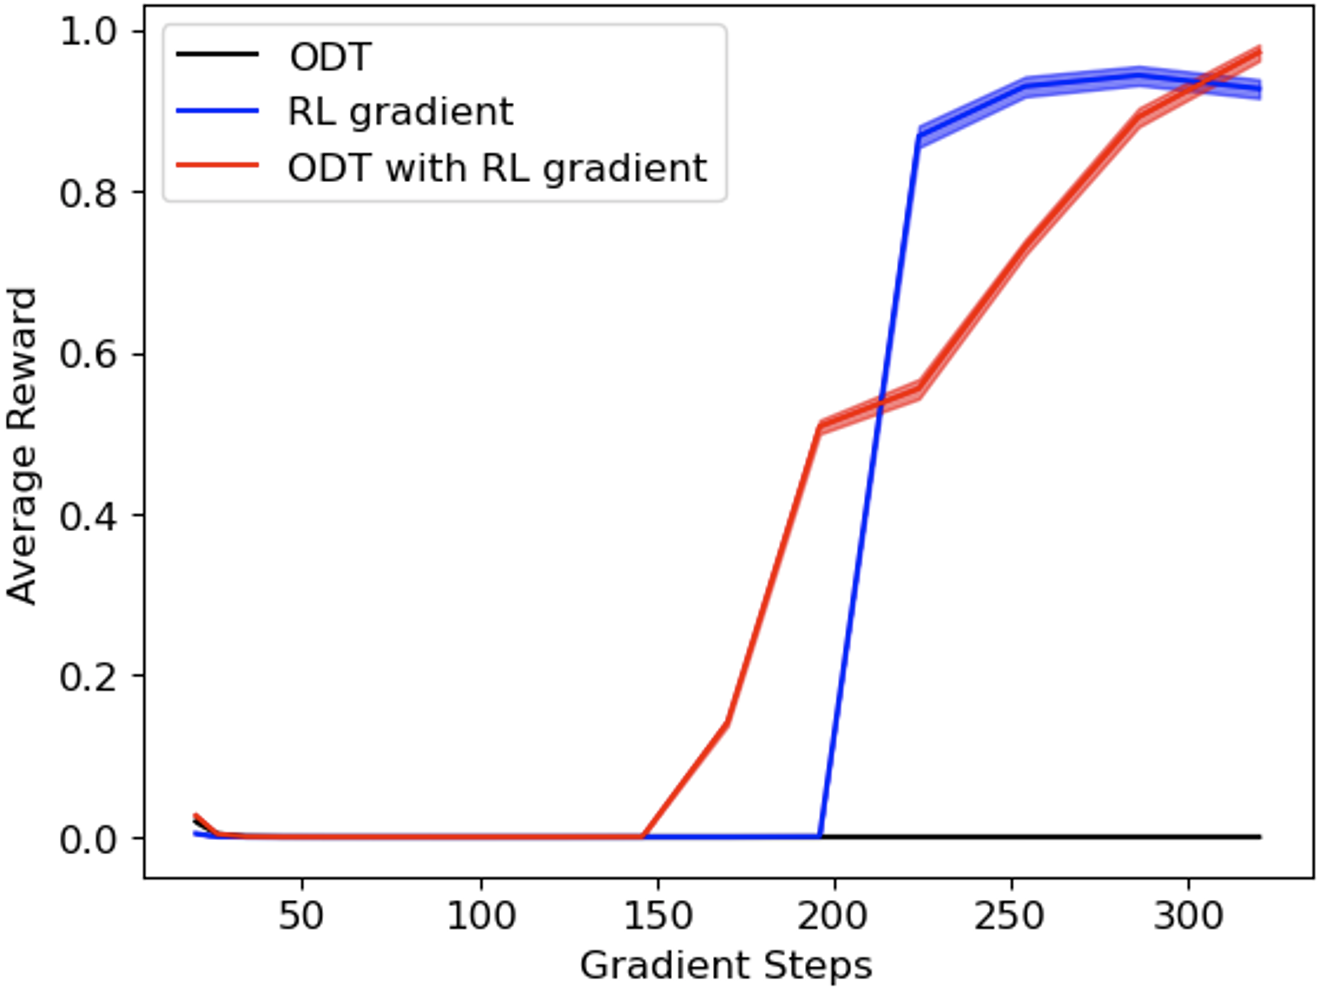 1.0
0.8
0.6
0.4
0.2
0.0
Average Reward
ODT
RL gradient
ODT with RL gradient
50 100 150 200 250 300
Gradient Steps